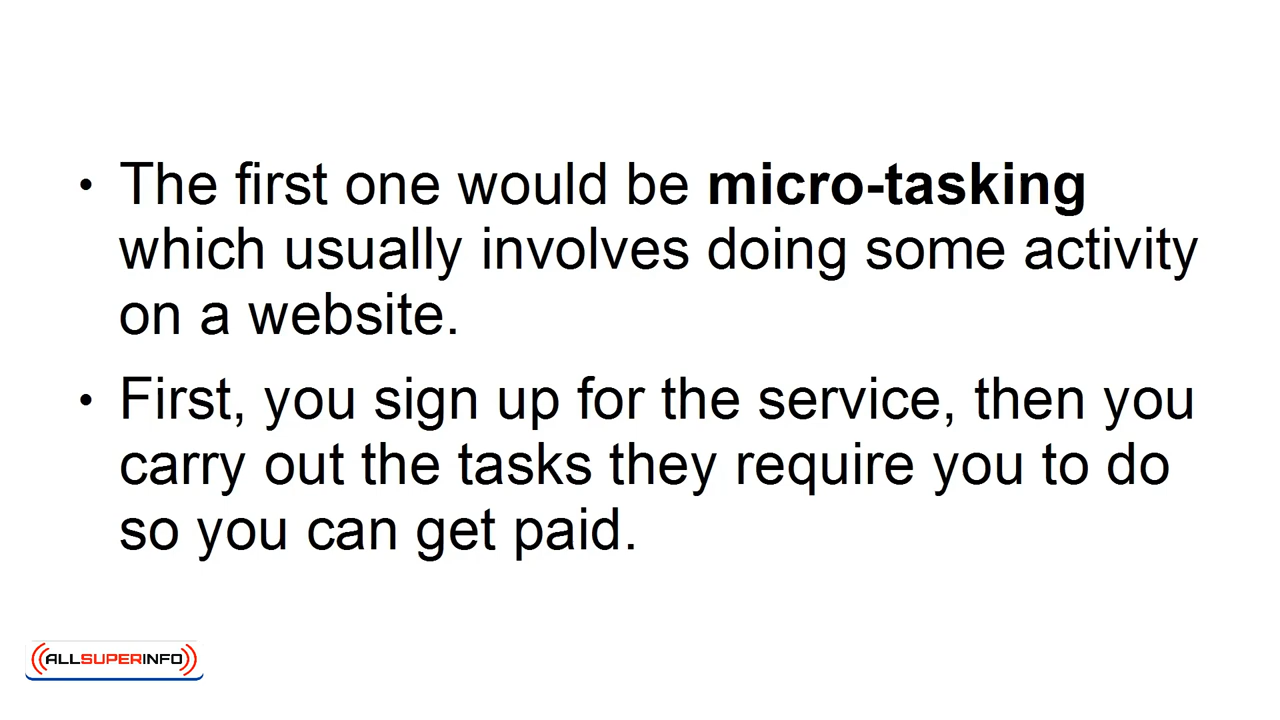 • The first one would be micro-tasking
which usually involves doing some activity
on a website.
• First, you sign up for the service, then you
carry out the tasks they require you to do
so you can get paid.
ALLSUPERINFO